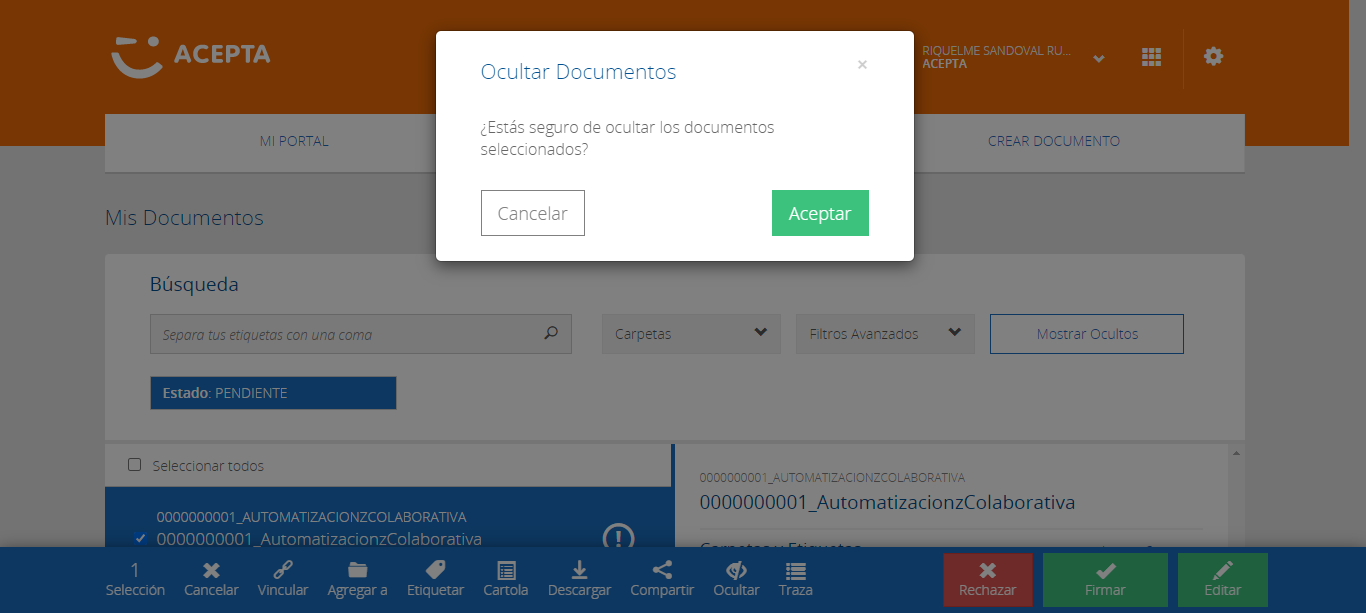 ACEPTA
RIQUELME SANDOVAL RU...
ACEPTA
Ocultar Documentos
×
¿Estás seguro de ocultar los documentos
seleccionados?
Cancelar
Aceptar
MI PORTAL
CREAR DOCUMENTO
Mis Documentos
Búsqueda
Separa tus etiquetas con una coma
Carpetas
Filtros Avanzados
Mostrar Ocultos
Estado: PENDIENTE
Seleccionar todos
0000000001_AUTOMATIZACIONZCOLABORATIVA
0000000001_AutomatizacionzColaborativa
0000000001_AUTOMATIZACIONZCOLABORATIVA
0000000001_AutomatizacionzColaborativa
Carpetas y Etiquetas
1
Selección
Cancelar
Vincular
Agregar a
Etiquetar
Cartola
Descargar
Compartir
Ocultar
Traza
Rechazar
Firmar
Editar